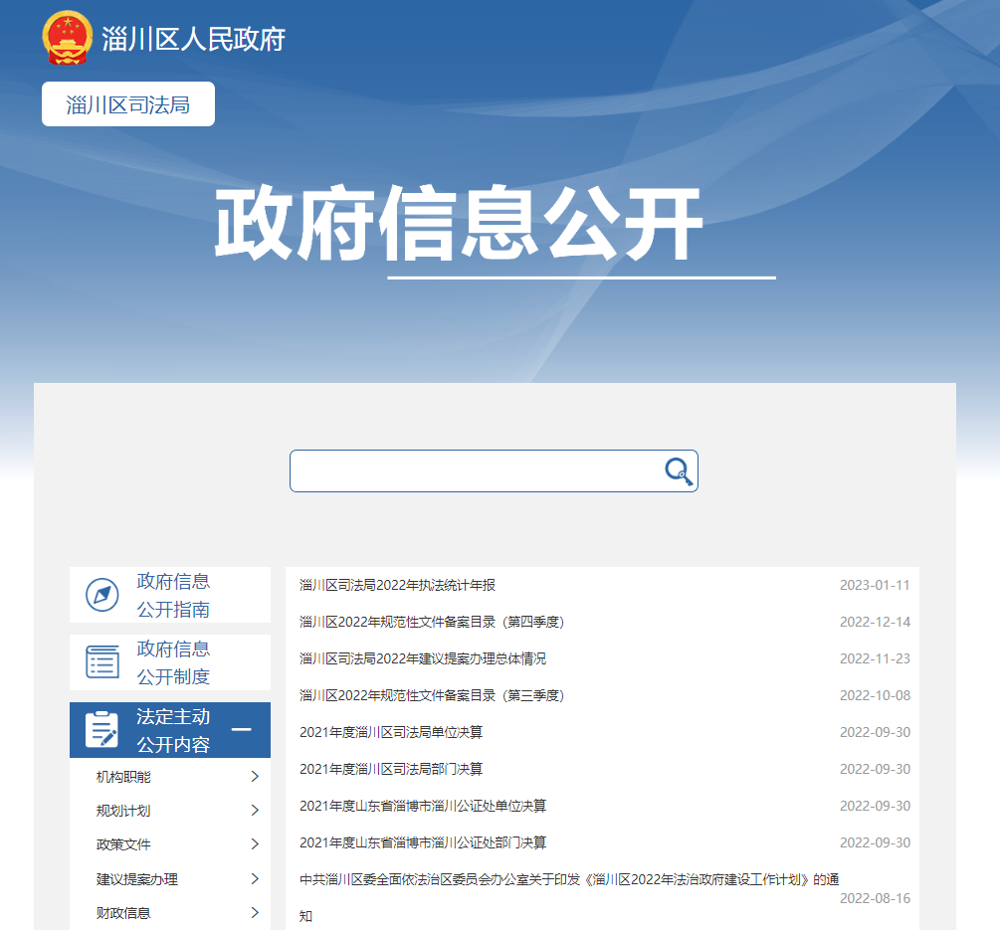 淄川区人民政府
淄川区司法局
政府信息公开
政府信息
公开指南
政府信息
公开制度
法定主动
公开内容
机构职能
规划计划
政策文件
建议提案办理
财政信息
淄川区司法局2022年执法统计年报 2023-01-11
淄川区2022年规范性文件备案目录（第四季度） 2022-12-14
淄川区司法局2022年建议提案办理总体情况 2022-11-23
淄川区2022年规范性文件备案目录（第三季度） 2022-10-08
2021年度淄川区司法局单位决算 2022-09-30
2021年度淄川区司法局部门决算 2022-09-30
2021年度山东省淄博市淄川公证处单位决算 2022-09-30
2021年度山东省淄博市淄川公证处部门决算 2022-09-30
中共淄川区委全面依法治区委员会办公室关于印发《淄川区2022年法治政府建设工作计划》的通
知 2022-08-16